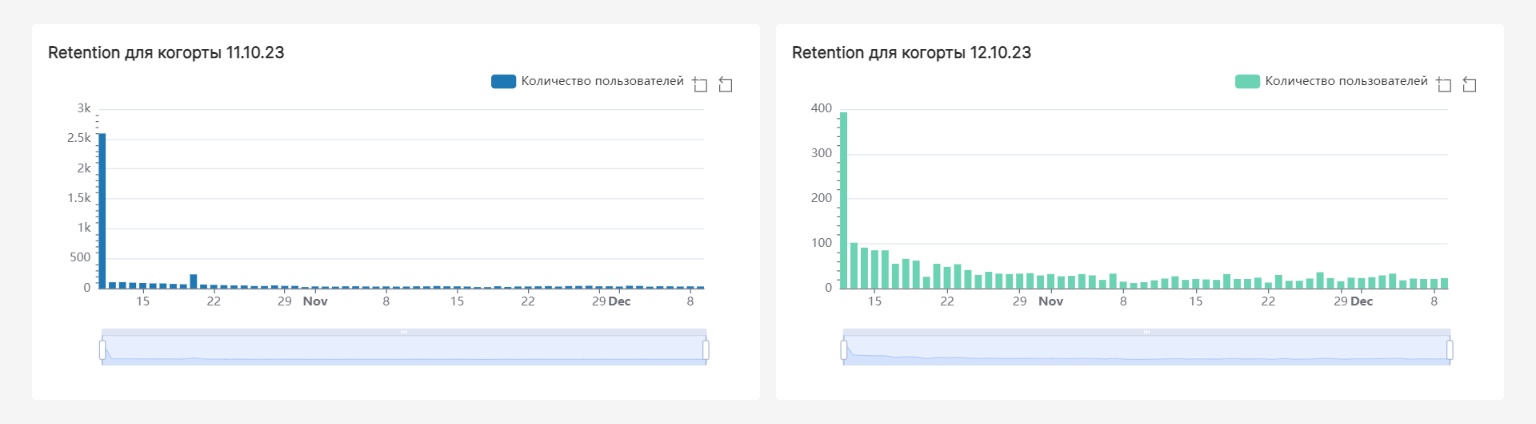 Retention для когорты 11.10.23
Количество пользователей
3k
2.5k
2k
1.5k
1k
500
0
15 22 29 Nov 8 15 22 29 Dec 8
Retention для когорты 12.10.23
Количество пользователей
400
300
200
100
0
15 22 29 Nov 8 15 22 29 Dec 8